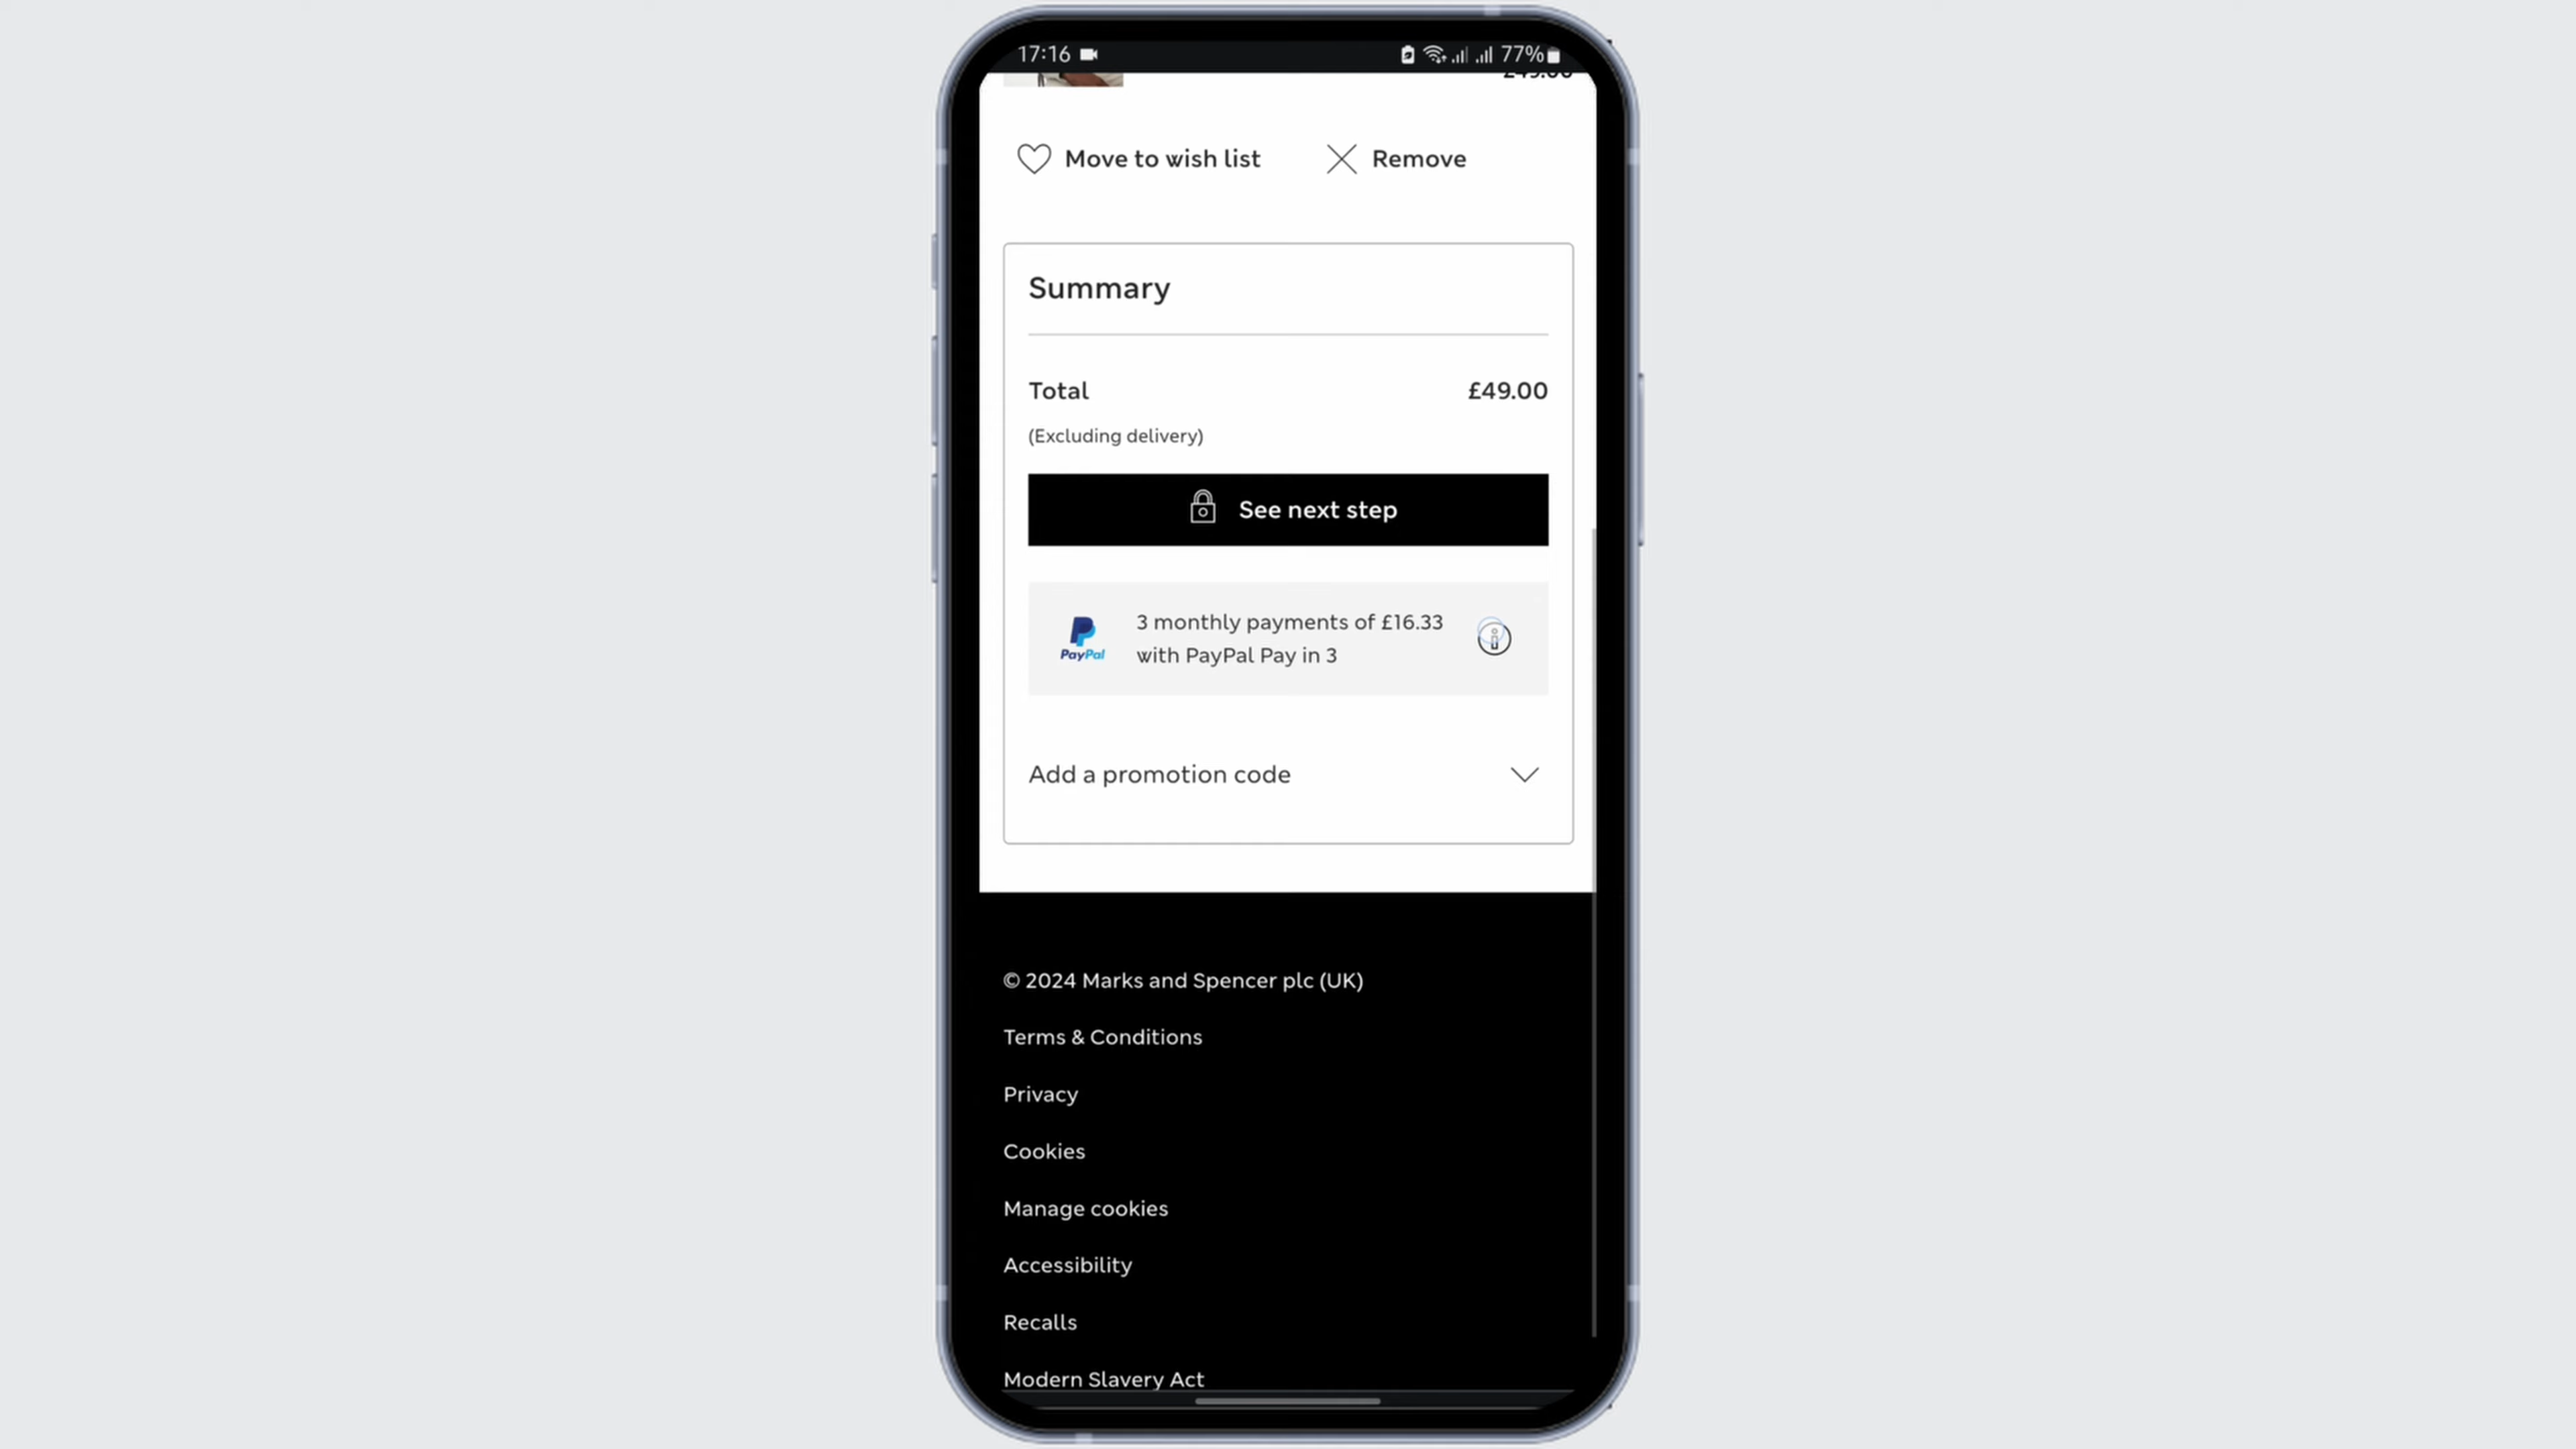 17:16
77%
Move to wish list
Remove
Summary
Total
£49.00
(Excluding delivery)
See next step
PayPal
3 monthly payments of £16.33
with PayPal Pay in 3
Add a promotion code
© 2024 Marks and Spencer plc (UK)
Terms & Conditions
Privacy
Cookies
Manage cookies
Accessibility
Recalls
Modern Slavery Act